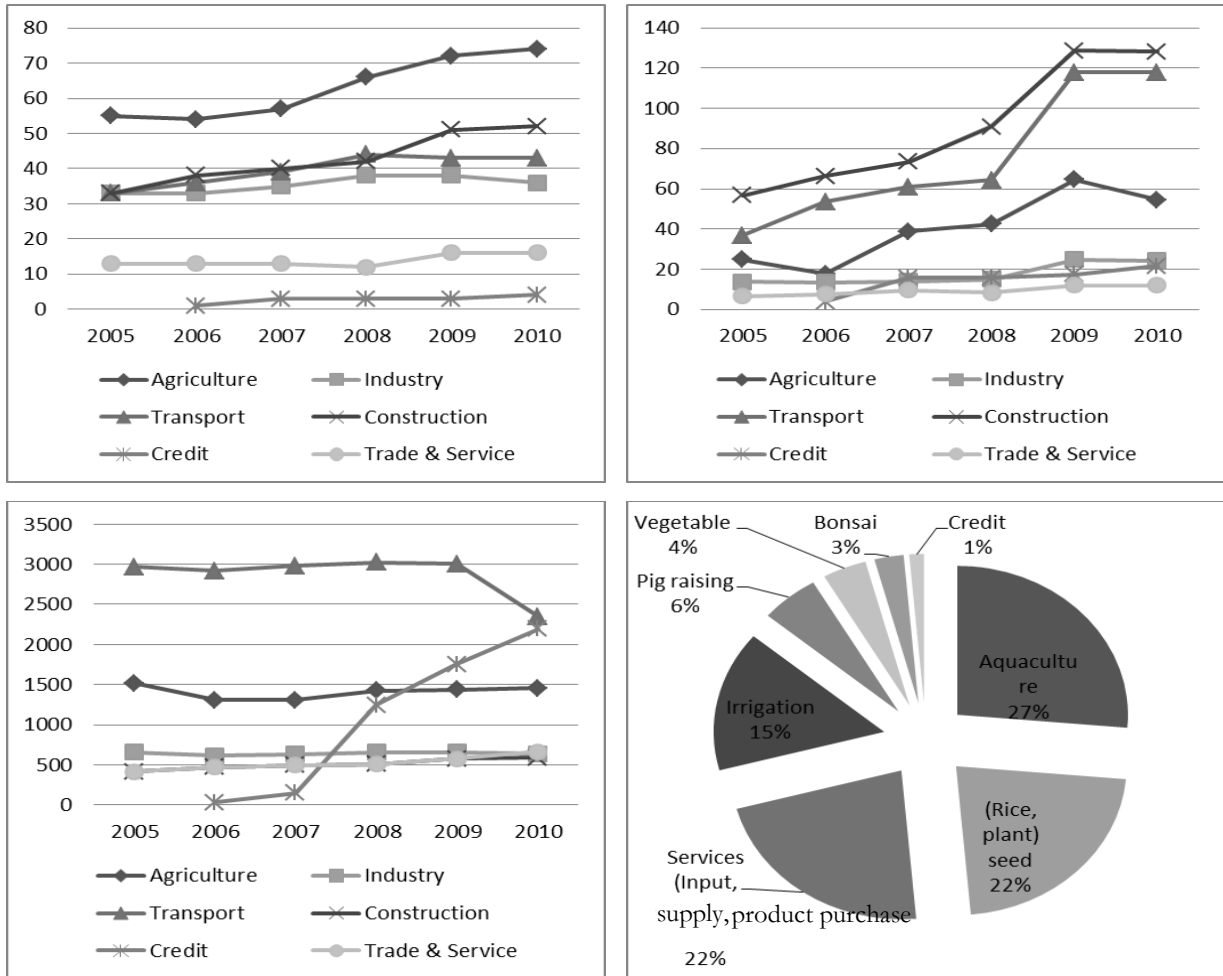 80
70
60
50
40
30
20
10
0
2005 2006 2007 2008 2009 2010
Agriculture Industry
Transport Construction
Credit Trade & Service
140
120
100
80
60
40
20
0
2005 2006 2007 2008 2009 2010
Agriculture Industry
Transport Construction
Credit Trade & Service
3500
3000
2500
2000
1500
1000
500
0
2005 2006 2007 2008 2009 2010
Agriculture Industry
Transport Construction
Credit Trade & Service
Vegetable
4%
Bonsai
3%
Credit
1%
Pig raising
6%
Aquacultu
re
27%
Irrigation
15%
(Rice,
plant)
seed
22%
Services
(Input,
supply,product purchase
22%